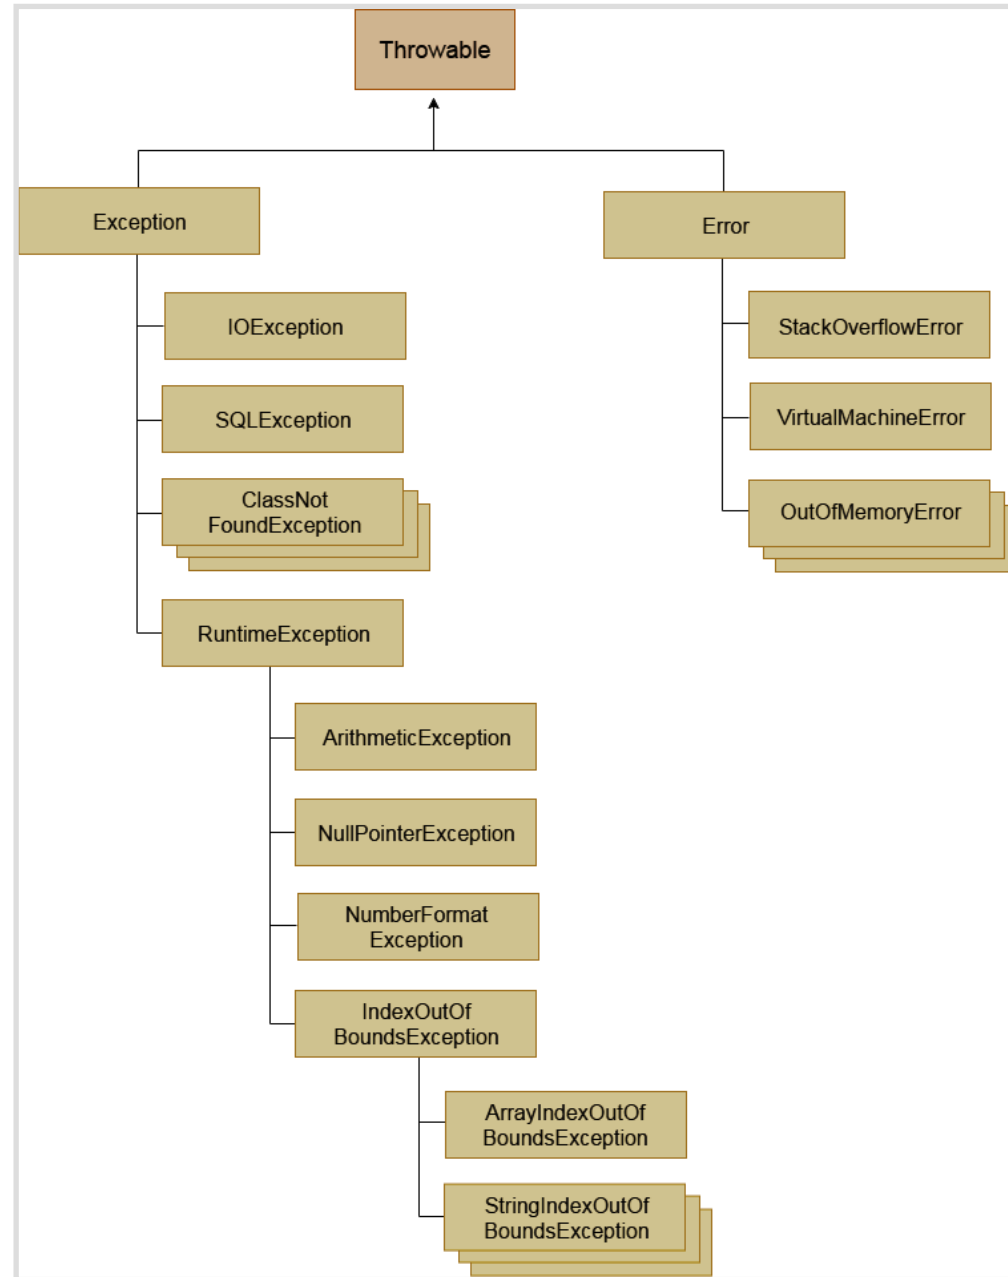 Throwable
Exception
Error
IOException
StackOverflowError
SQLException
VirtualMachineError
ClassNot
FoundException
OutOfMemoryError
RuntimeException
ArithmeticException
NullPointerException
NumberFormat
Exception
IndexOutOf
BoundsException
ArrayIndexOutOf
BoundsException
StringIndexOutOf
BoundsException